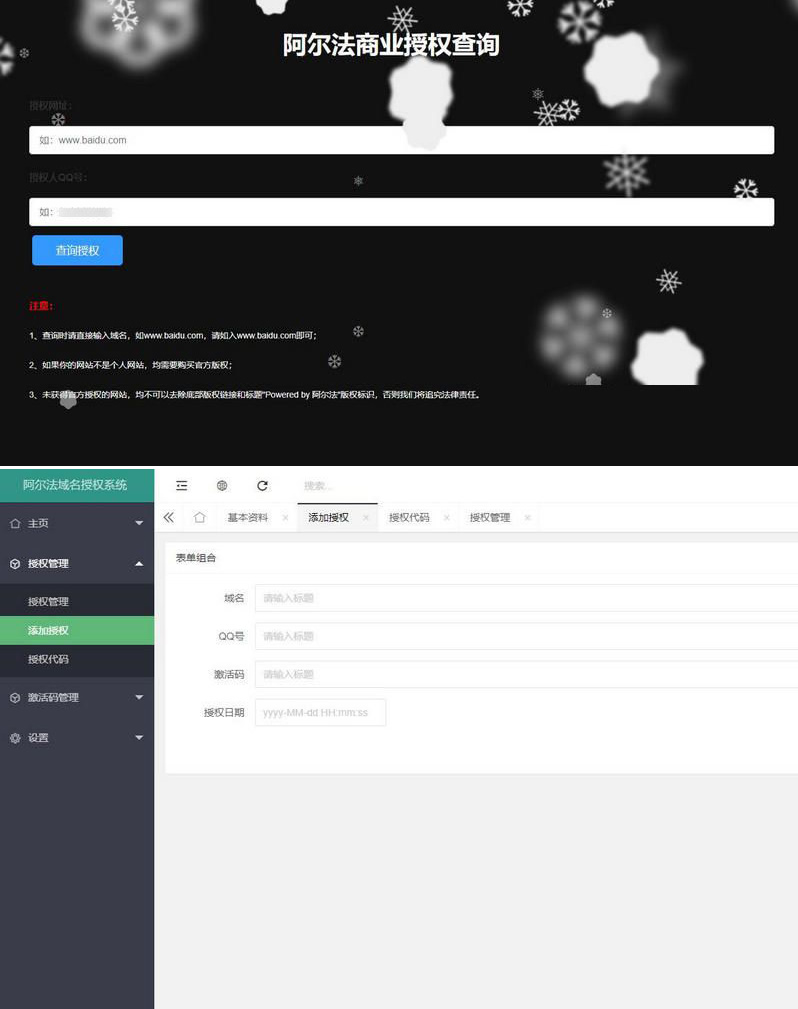 阿尔法商业授权查询
授权网址：
如：www.baidu.com
授权人QQ号：
如：
查询授权
注意：
1、查询时请直接输入域名，如www.baidu.com，请如入www.baidu.com即可；
2、如果你的网站不是个人网站，均需要购买官方版权；
3、未获得官方授权的网站，均不可以去除底部版权链接和标题"Powered by 阿尔法"版权标识，否则我们将追究法律责任。
阿尔法域名授权系统
搜索...
主页
基本资料
添加授权
授权代码
授权管理
授权管理
授权管理
添加授权
授权代码
激活码管理
设置
表单组合
域名 请输入标题
QQ号 请输入标题
激活码 请输入标题
授权日期 yyyy-MM-dd HH:mm:ss